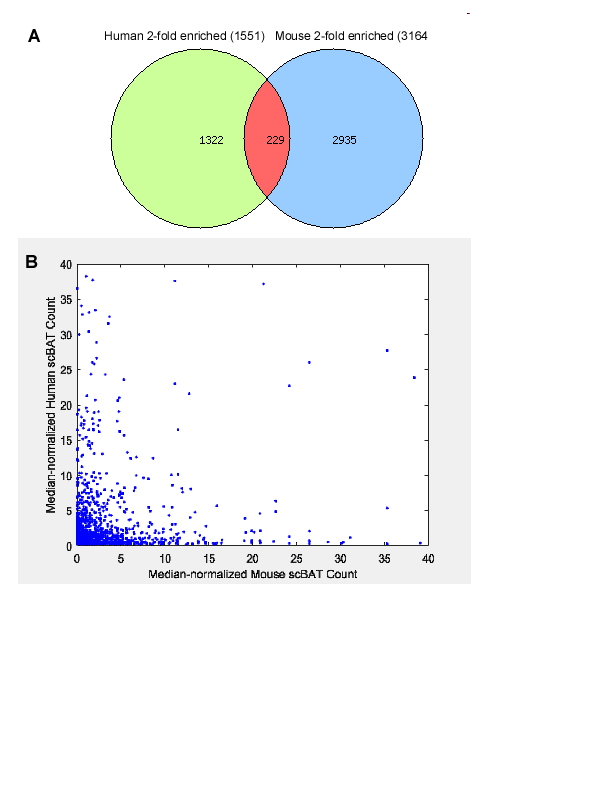 A
Human 2-fold enriched (1551) Mouse 2-fold enriched (3164
1322 229 2935
B
Median-normalized Human scBAT Count
40
35
30
25
20
15
10
5
0
0 5 10 15 20 25 30 35 40
Median-normalized Mouse scBAT Count